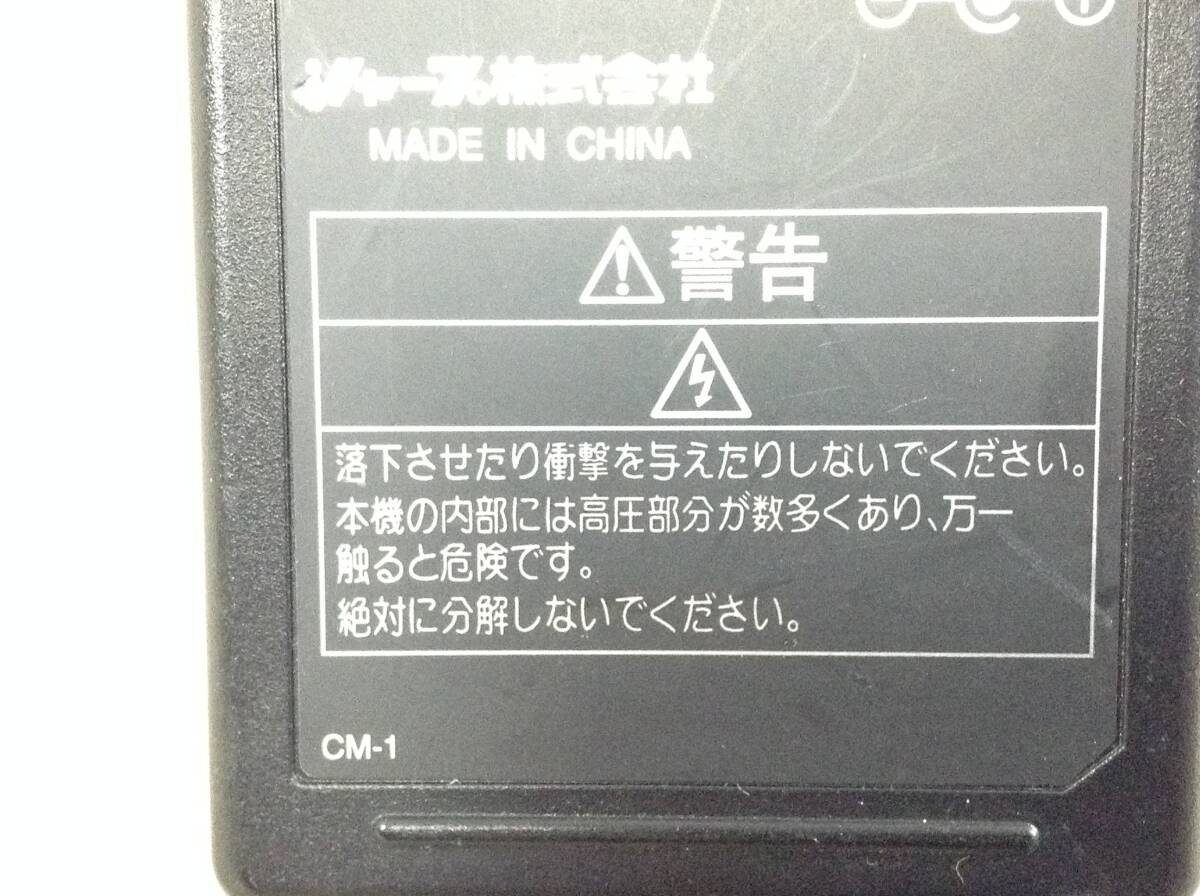 シャープ株式会社
MADE IN CHINA
警告
落下させたり衝撃を与えたりしないでください。
本機の内部には高圧部分が数多くあり、万一
触ると危険です。
絶対に分解しないでください。
CM-1